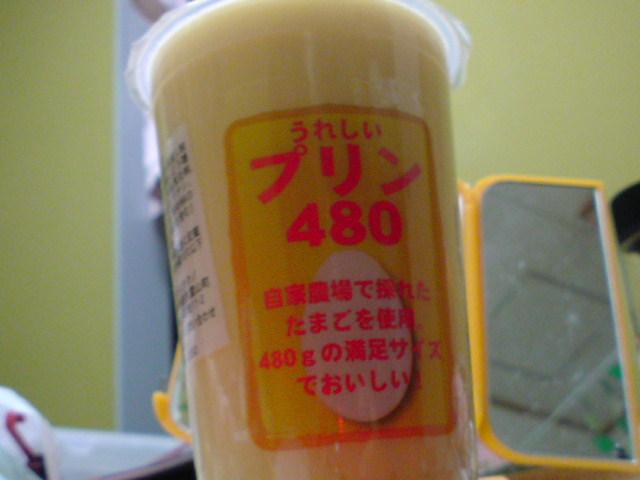 うれしい
プリン
480
自家農場で採れた
たまごを使用。
480gの満足サイズ
でおいしい!